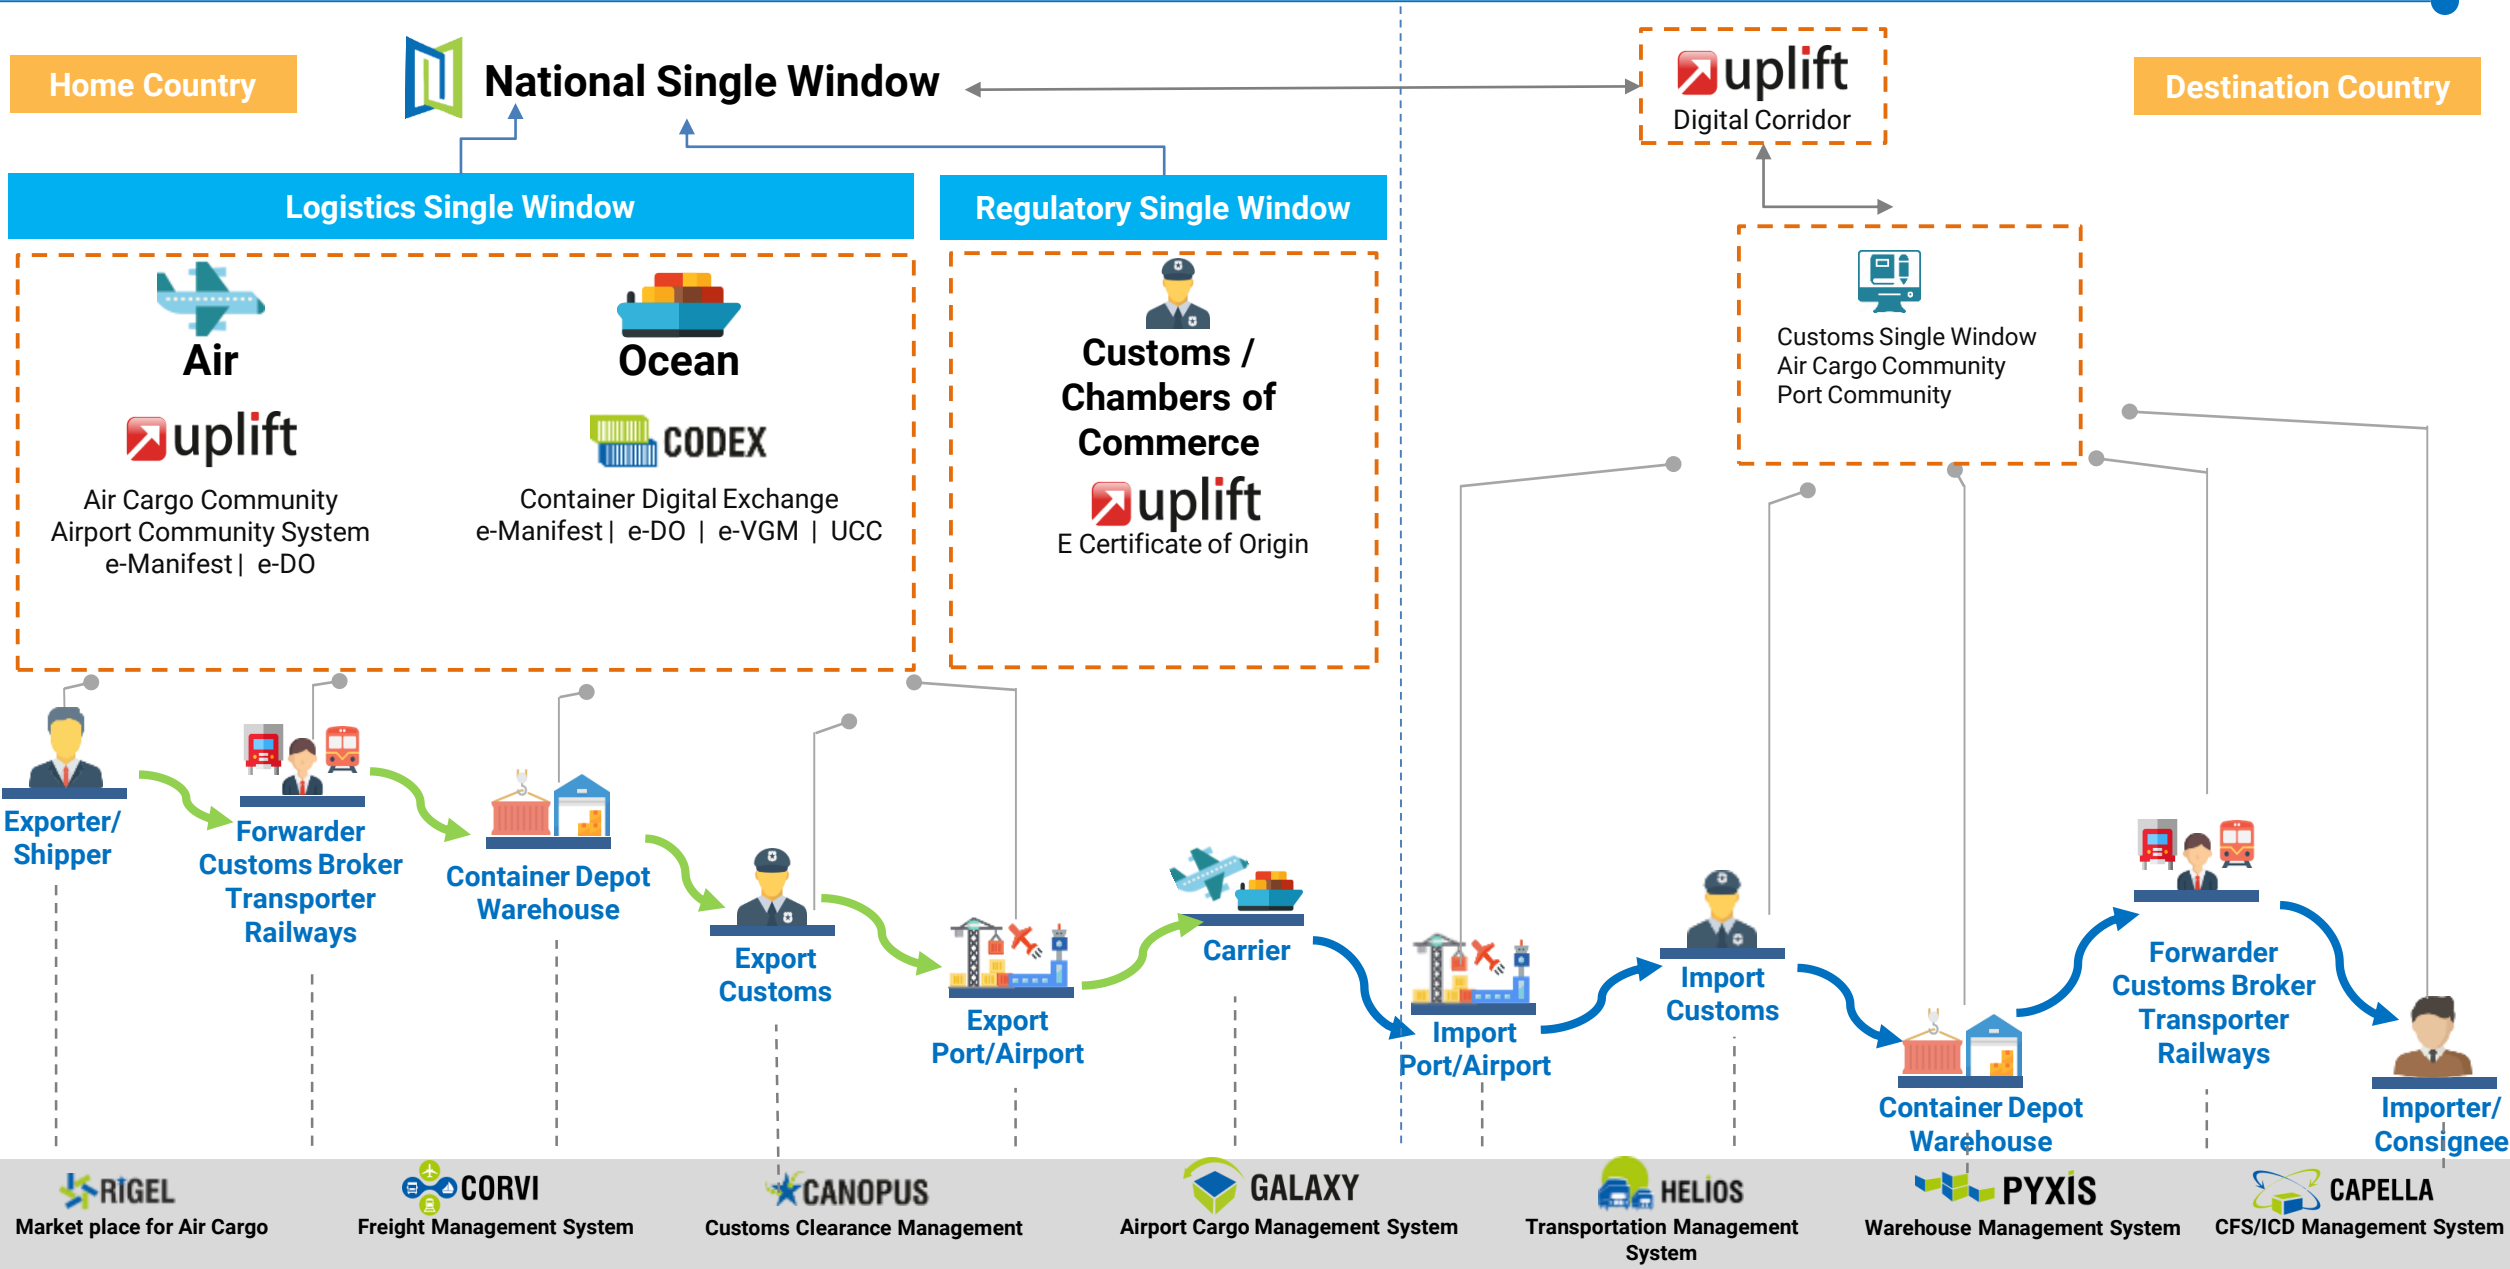 Home Country
National Single Window
uplift
Digital Corridor
Destination Country
Logistics Single Window
Regulatory Single Window
Air
uplift
Air Cargo Community
Airport Community System
e-Manifest | e-DO
Ocean
CODEX
Container Digital Exchange
e-Manifest | e-DO | e-VGM | UCC
Customs /
Chambers of
Commerce
uplift
E Certificate of Origin
Customs Single Window
Air Cargo Community
Port Community
Exporter/
Shipper
Forwarder
Customs Broker
Transporter
Railways
Container Depot
Warehouse
Export
Customs
Export
Port/Airport
Carrier
Import
Port/Airport
Import
Customs
Container Depot
Warehouse
Forwarder
Customs Broker
Transporter
Railways
Importer/
Consignee
RIGEL
Market place for Air Cargo
CORVI
Freight Management System
CANOPUS
Customs Clearance Management
GALAXY
Airport Cargo Management System
HELIOS
Transportation Management
System
PYXIS
Warehouse Management System
CAPELLA
CFS/ICD Management System